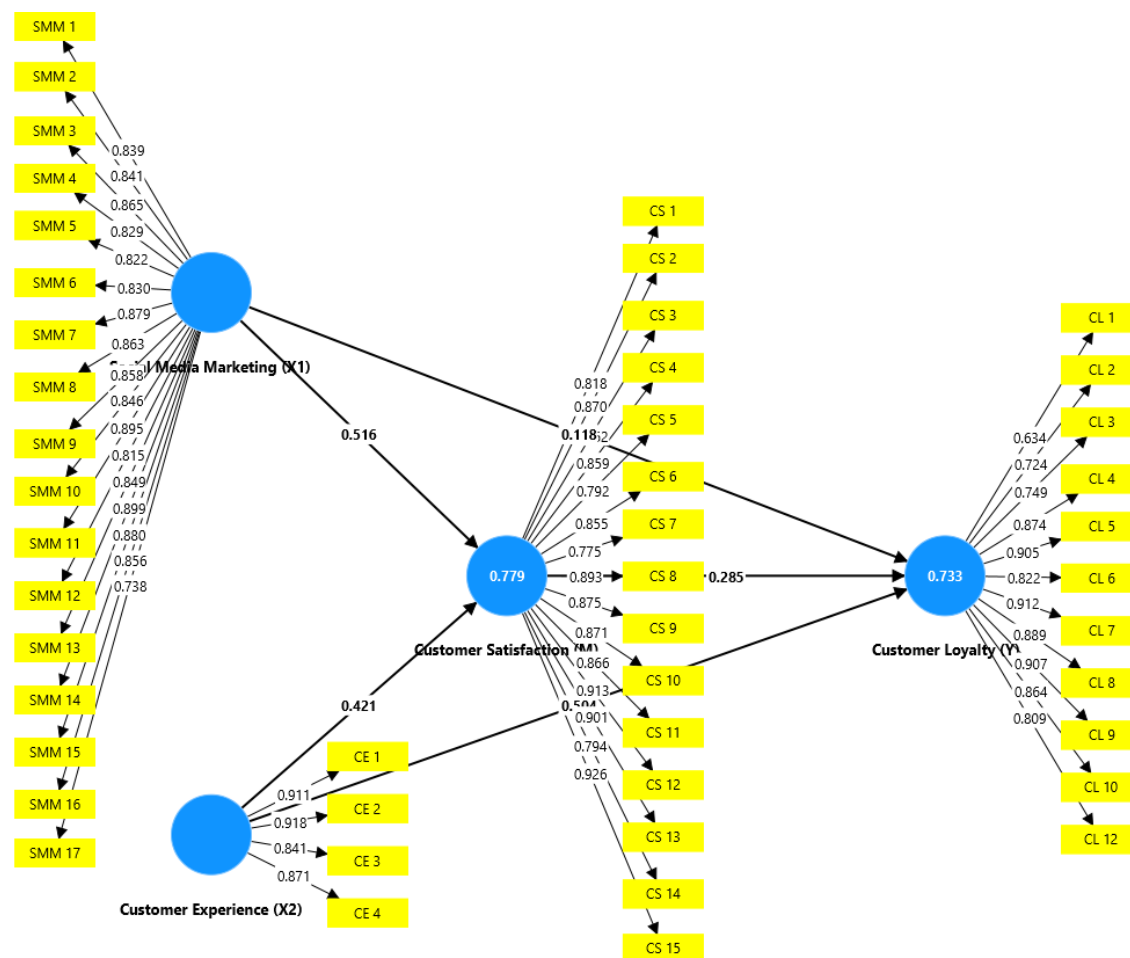 SMM 1
SMM 2
SMM 3
SMM 4
SMM 5
SMM 6
SMM 7
SMM 8
SMM 9
SMM 10
SMM 11
SMM 12
SMM 13
SMM 14
SMM 15
SMM 16
SMM 17
0.839
0.841
0.865
0.829
0.822
0.830
0.879
0.863
0.858
0.846
0.895
0.815
0.849
0.899
0.880
0.856
0.738
Media Marketing (X1)
0.516
0.118
0.421
CE 1
CE 2
CE 3
CE 4
0.911
0.918
0.841
0.871
Customer Experience (X2)
0.779
Customer Satisfaction (M)
CS 1
CS 2
CS 3
CS 4
CS 5
CS 6
CS 7
CS 8
CS 9
CS 10
CS 11
CS 12
CS 13
CS 14
CS 15
0.818
0.870
0.859
0.792
0.855
0.775
0.893
0.875
0.871
0.866
0.913
0.901
0.794
0.926
0.285
0.733
Customer Loyalty (Y)
CL 1
CL 2
CL 3
CL 4
CL 5
CL 6
CL 7
CL 8
CL 9
CL 10
CL 12
0.634
0.724
0.749
0.874
0.905
0.822
0.912
0.889
0.907
0.864
0.809